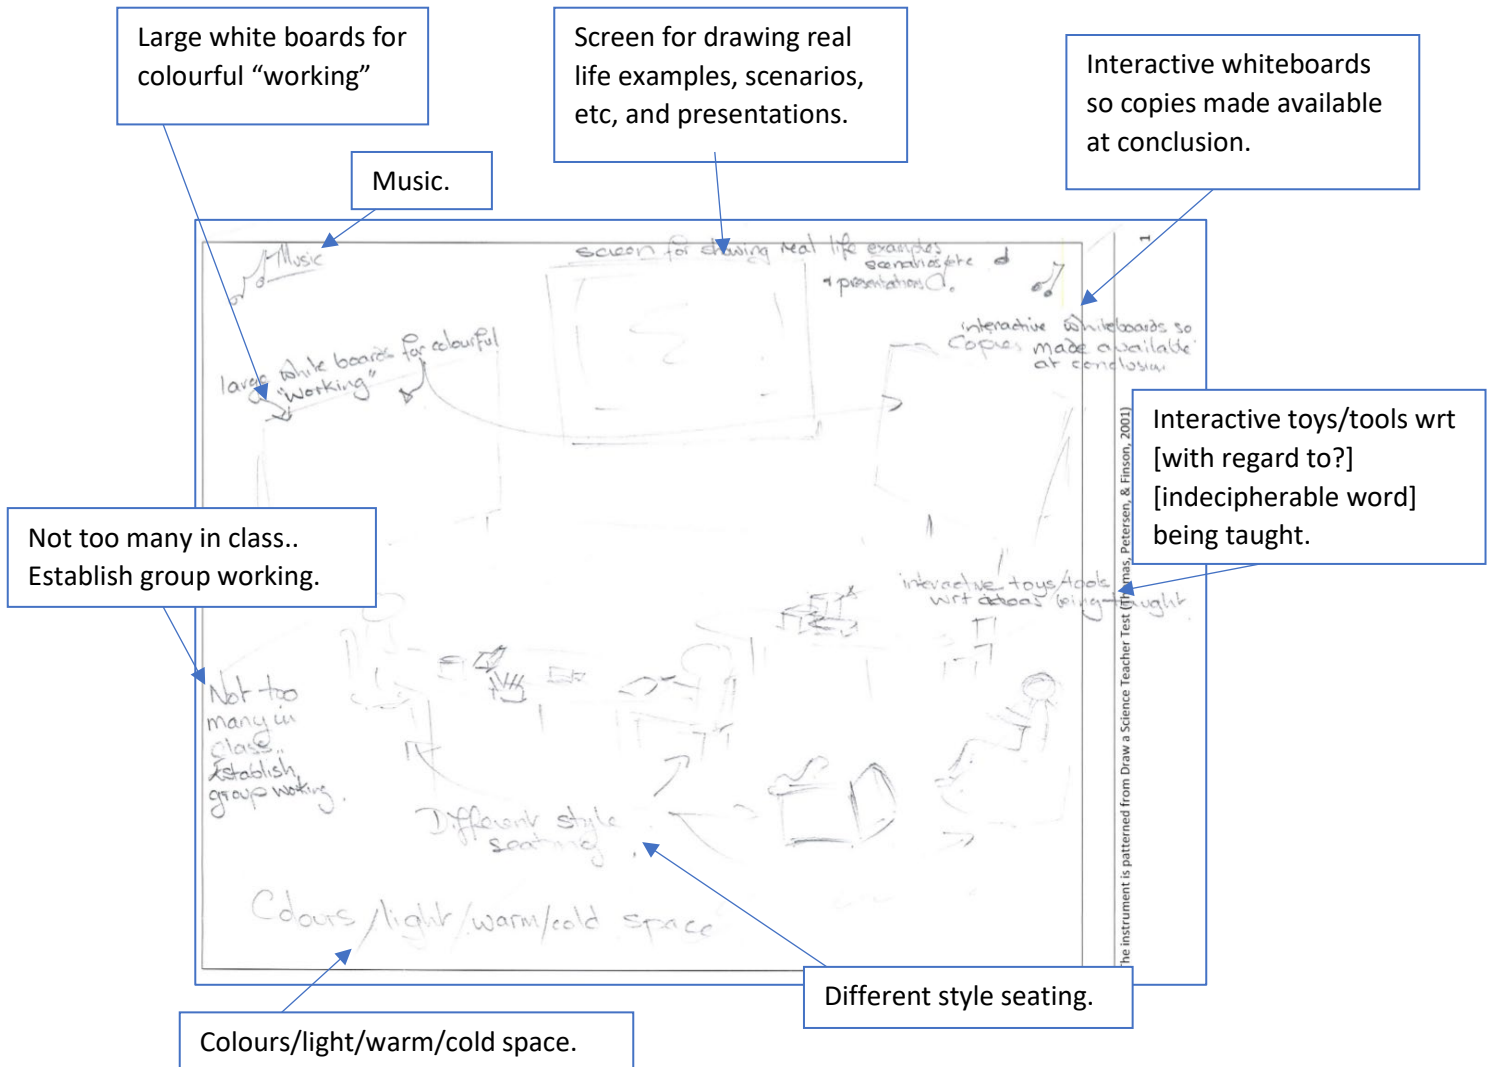 Large white boards for
colourful “working”
Screen for drawing real
life examples, scenarios,
etc, and presentations.
Interactive whiteboards
so copies made available
at conclusion.
Music.
Music
screen for drawing real life examples
scenarios/etc
+ presentations
1
interactive whiteboards so
Copies made available
at conclusion
large white boards for colourful
"working"
Interactive toys/tools wrt
[with regard to?]
[indecipherable word]
being taught.
Not too many in class..
Establish group working.
interactive toys/tools
wrt being taught
The instrument is patterned from Draw a Science Teacher Test (Thomas, Petersen, & Finson, 2001)
Not too
many in
class..
Establish
group working.
Different style
seating.
Colours/light/warm/cold space
Different style seating.
Colours/light/warm/cold space.